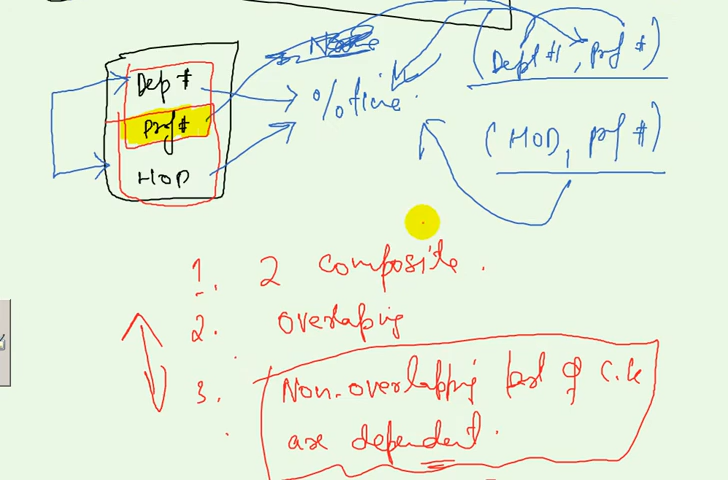 (Dept #, Prof #)
Dep #
% time.
Prof #
(HOD, prof #)
HOD
1. 2 composite.
2. overlaping
3. Non-overlapping part of C.K
are dependent.